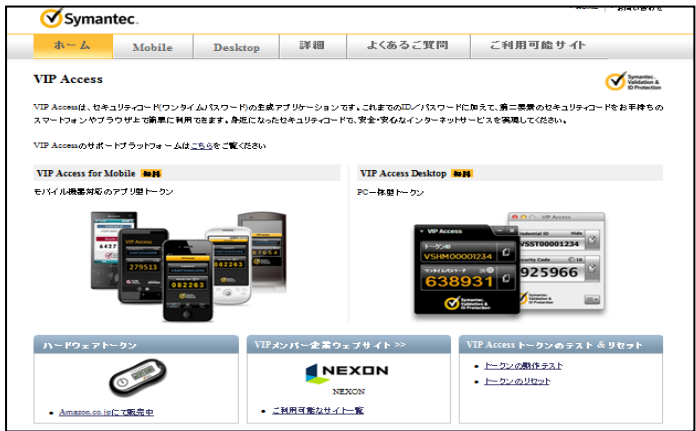 Symantec.
ホーム Mobile Desktop 詳細 よくあるご質問 ご利用可能サイト
VIP Access
Symantec. Validation & ID Protection
VIP Accessは、セキュリティコード(ワンタイムパスワード)の生成アプリケーションです。これまでのID／パスワードに加えて、第二要素のセキュリティコードをお手持ちの
スマートフォンやブラウザ上で簡単に利用できます。身近になったセキュリティコードで、安全・安心なインターネットサービスを実現してください。
VIP Accessのサポートプラットフォームはこちらをご覧ください
VIP Access for Mobile 無料
モバイル機器対応のアプリ型トークン
VIP Access Desktop 無料
PC一体型トークン
279513
082263
082263
VIP Access
トークンID
VSHM00001234
ワンタイムパスワード 26
638931
Symantec. Validation & ID Protection
VIP Access
Credential ID Hide
VSST00001234
Security Code 16
925966
ハードウェアトークン
Amazon.co.jpにて販売中
VIPメンバー企業ウェブサイト >>
NEXON
NEXON
ご利用可能なサイト一覧
VIP Access トークンのテスト & リセット
トークンの動作テスト
トークンのリセット